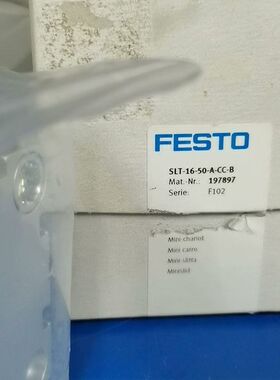 FESTO
SLT-16-50-A-CC-B
Mat.-Nr.: 197897
Serie: F102
Mini chariot
Mini carro
Mini slitta
Minislid